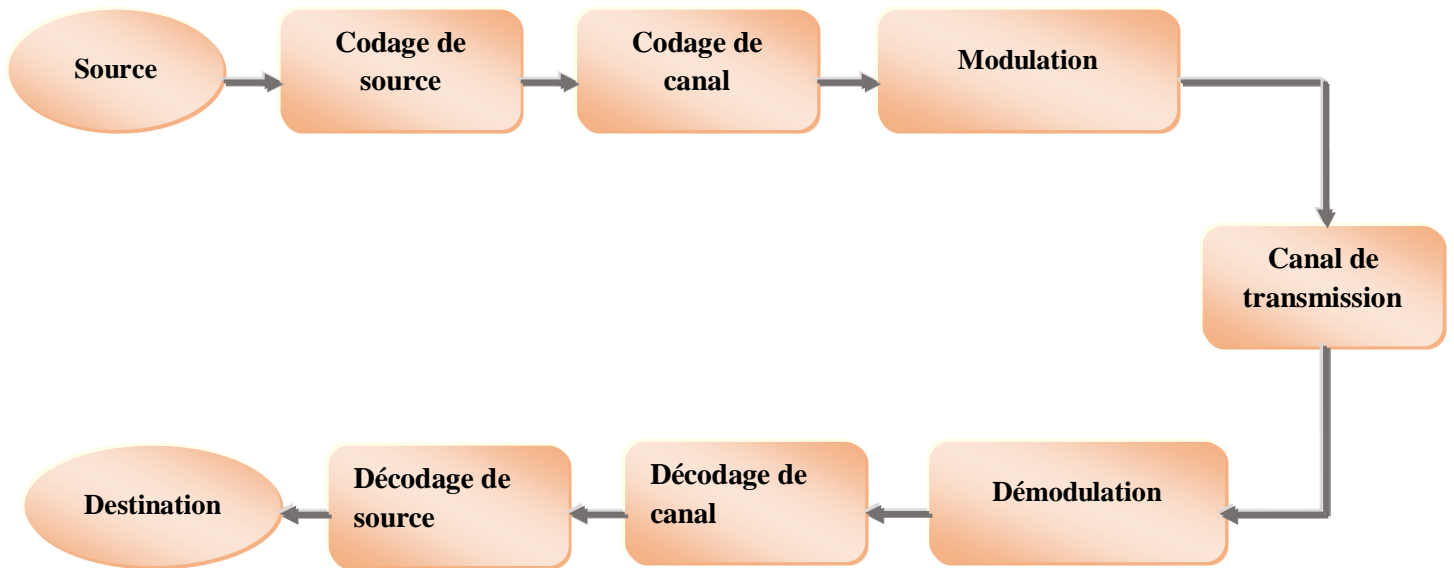 Source
Codage de
source
Codage de
canal
Modulation
Canal de
transmission
Destination
Décodage de
source
Décodage de
canal
Démodulation